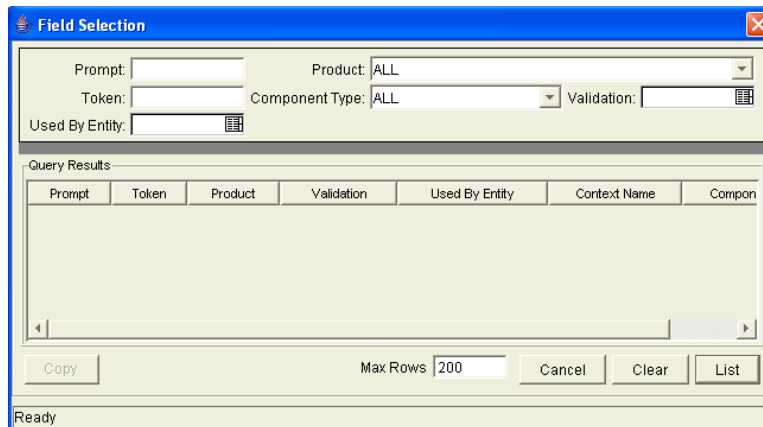 Field Selection
Prompt: Product: ALL
Token: Component Type: ALL Validation:
Used By Entity:
Query Results
Prompt Token Product Validation Used By Entity Context Name Compon
Copy Max Rows 200 Cancel Clear List
Ready